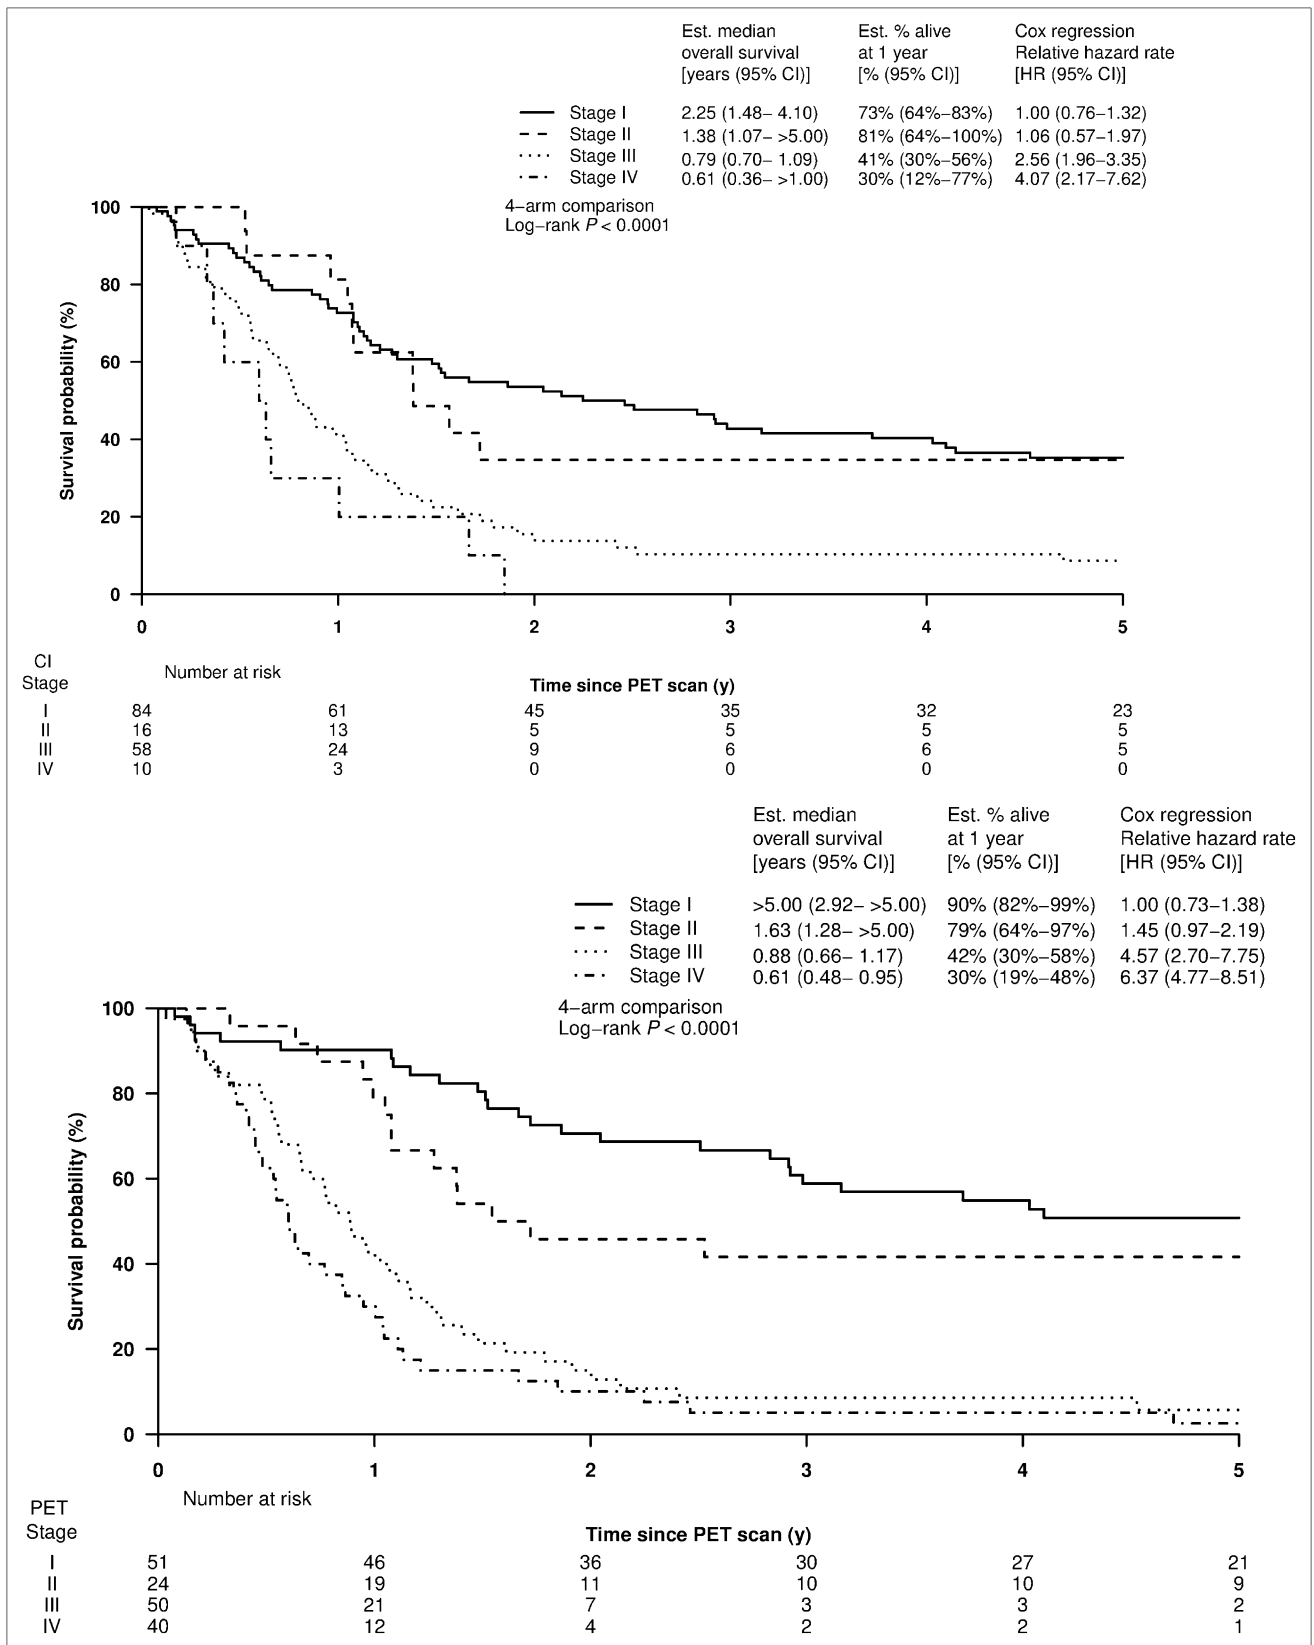 Est. median Est. % alive Cox regression
overall survival at 1 year Relative hazard rate
[years (95% CI)] [% (95% CI)] [HR (95% CI)]
Stage I 2.25 (1.48– 4.10) 73% (64%–83%) 1.00 (0.76–1.32)
Stage II 1.38 (1.07– >5.00) 81% (64%–100%) 1.06 (0.57–1.97)
Stage III 0.79 (0.70– 1.09) 41% (30%–56%) 2.56 (1.96–3.35)
Stage IV 0.61 (0.36– >1.00) 30% (12%–77%) 4.07 (2.17–7.62)
4–arm comparison
Log–rank P < 0.0001
Survival probability (%)
100
80
60
40
20
0
0 1 2 3 4 5
Number at risk
Time since PET scan (y)
CI
Stage
I 84 61 45 35 32 23
II 16 13 5 5 5 5
III 58 24 9 6 6 5
IV 10 3 0 0 0 0
Est. median Est. % alive Cox regression
overall survival at 1 year Relative hazard rate
[years (95% CI)] [% (95% CI)] [HR (95% CI)]
Stage I >5.00 (2.92– >5.00) 90% (82%–99%) 1.00 (0.73–1.38)
Stage II 1.63 (1.28– >5.00) 79% (64%–97%) 1.45 (0.97–2.19)
Stage III 0.88 (0.66– 1.17) 42% (30%–58%) 4.57 (2.70–7.75)
Stage IV 0.61 (0.48– 0.95) 30% (19%–48%) 6.37 (4.77–8.51)
4–arm comparison
Log–rank P < 0.0001
Survival probability (%)
100
80
60
40
20
0
0 1 2 3 4 5
Number at risk
Time since PET scan (y)
PET
Stage
I 51 46 36 30 27 21
II 24 19 11 10 10 9
III 50 21 7 3 3 2
IV 40 12 4 2 2 1